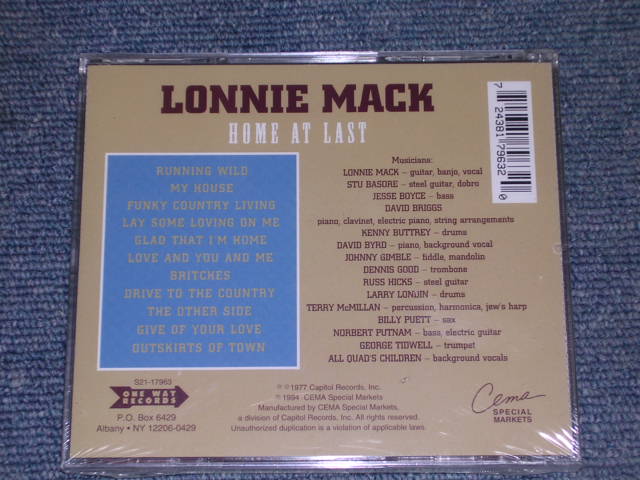 LONNIE MACK
HOME AT LAST
7 24381 79632 0
RUNNING WILD
MY HOUSE
FUNKY COUNTRY LIVING
LAY SOME LOVING ON ME
GLAD THAT I'M HOME
LOVE AND YOU AND ME
BRITCHES
DRIVE TO THE COUNTRY
THE OTHER SIDE
GIVE OF YOUR LOVE
OUTSKIRTS OF TOWN
Musicians:
LONNIE MACK – guitar, banjo, vocal
STU BASORE – steel guitar, dobro
JESSE BOYCE – bass
DAVID BRIGGS
piano, clavinet, electric piano, string arrangements
KENNY BUTTREY – drums
DAVID BYRD – piano, background vocal
JOHNNY GIMBLE – fiddle, mandolin
DENNIS GOOD – trombone
RUSS HICKS – steel guitar
LARRY LONDIN – drums
TERRY McMILLAN – percussion, harmonica, jew's harp
BILLY PUETT – sax
NORBERT PUTNAM – bass, electric guitar
GEORGE TIDWELL – trumpet
ALL QUAD'S CHILDREN – background vocals
S21-17963
ONE WAY
RECORDS
P.O. Box 6429
Albany • NY 12206-0429
℗ © 1977 Capitol Records, Inc.
© 1994 CEMA Special Markets
Manufactured by CEMA Special Markets,
a division of Capitol Records, Inc. All rights reserved.
Unauthorized duplication is a violation of applicable laws.
Cema
SPECIAL
MARKETS